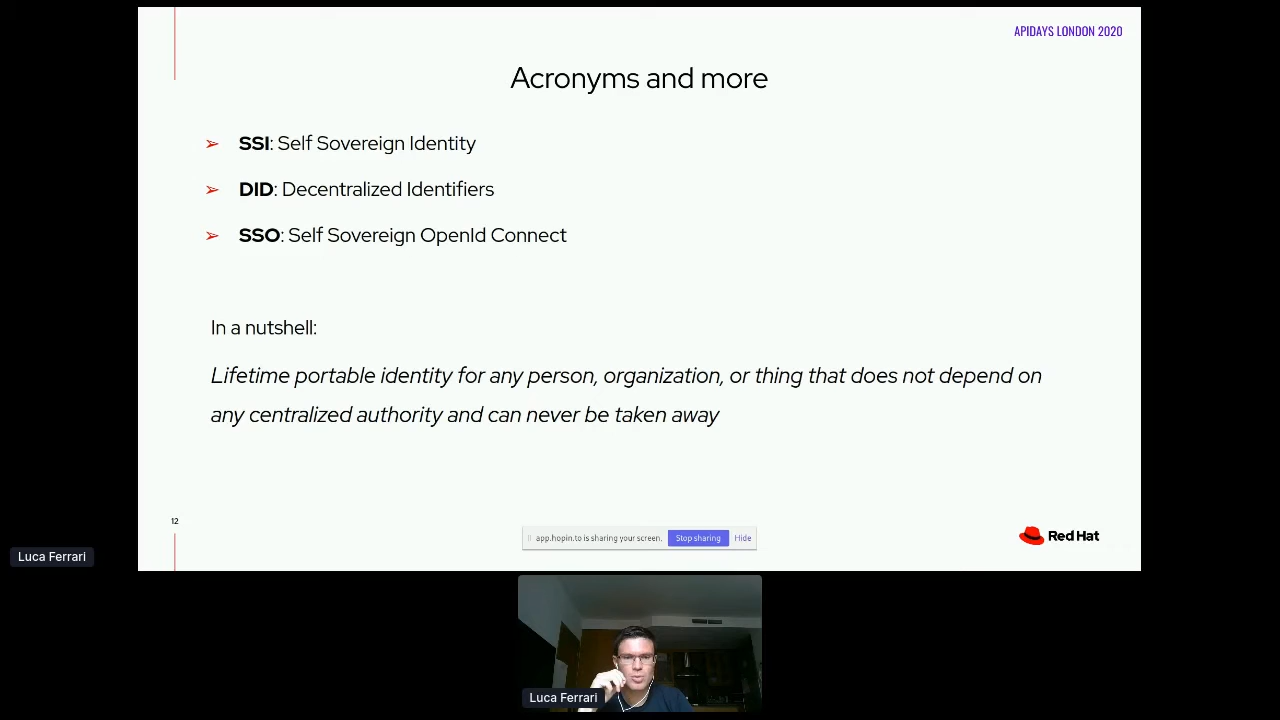 APIDAYS LONDON 2020
Acronyms and more
➢ SSI: Self Sovereign Identity
➢ DID: Decentralized Identifiers
➢ SSO: Self Sovereign OpenId Connect
In a nutshell:
Lifetime portable identity for any person, organization, or thing that does not depend on
any centralized authority and can never be taken away
12
app.hopin.to is sharing your screen. Stop sharing Hide
Red Hat
Luca Ferrari
Luca Ferrari